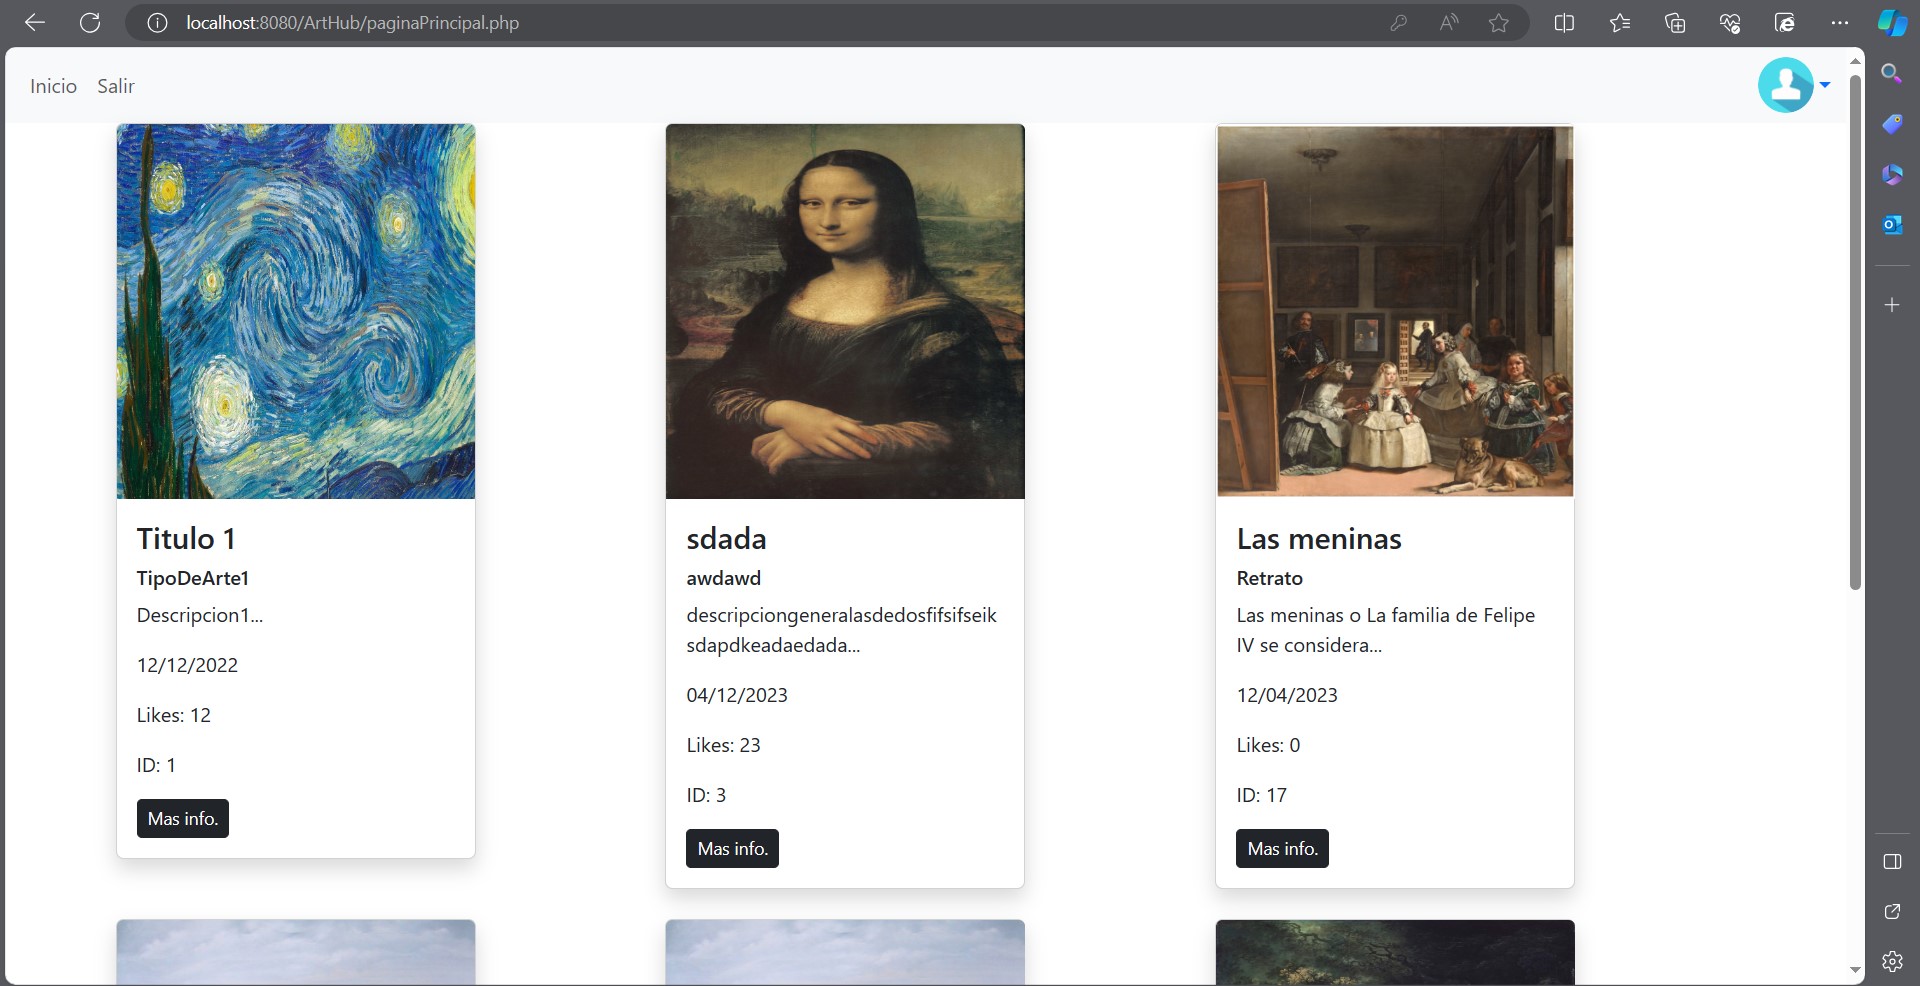 localhost:8080/ArtHub/paginaPrincipal.php
Inicio Salir
Titulo 1
TipoDeArte1
Descripcion1...
12/12/2022
Likes: 12
ID: 1
Mas info.
sdada
awdawd
descripciongeneralasdedosfifsifseik
sdapdkeadaedada...
04/12/2023
Likes: 23
ID: 3
Mas info.
Las meninas
Retrato
Las meninas o La familia de Felipe
IV se considera...
12/04/2023
Likes: 0
ID: 17
Mas info.